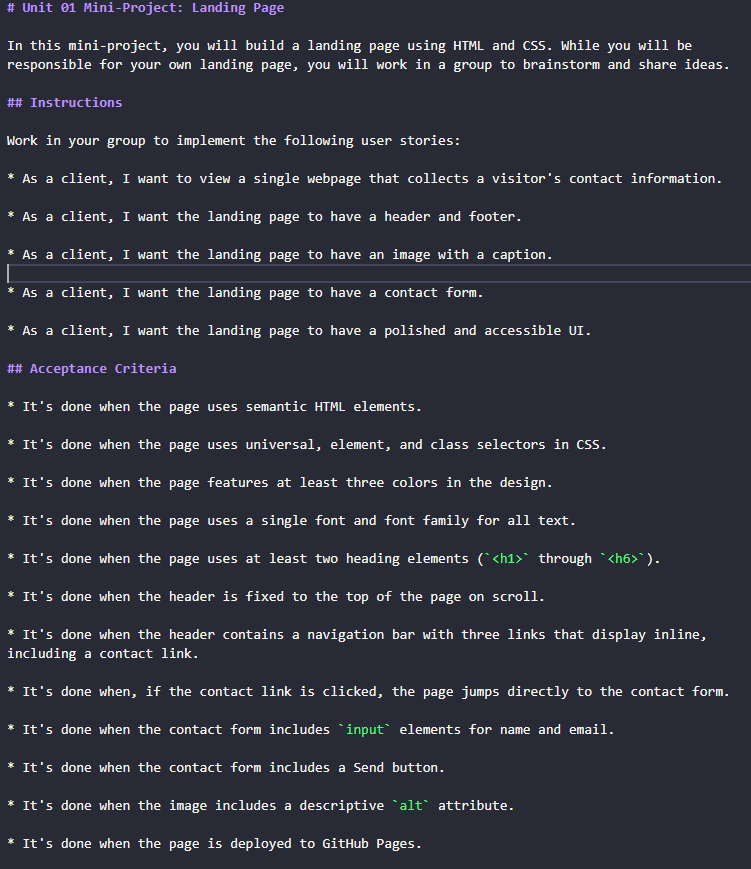 # Unit 01 Mini-Project: Landing Page
In this mini-project, you will build a landing page using HTML and CSS. While you will be
responsible for your own landing page, you will work in a group to brainstorm and share ideas.
## Instructions
Work in your group to implement the following user stories:
* As a client, I want to view a single webpage that collects a visitor's contact information.
* As a client, I want the landing page to have a header and footer.
* As a client, I want the landing page to have an image with a caption.
* As a client, I want the landing page to have a contact form.
* As a client, I want the landing page to have a polished and accessible UI.
## Acceptance Criteria
* It's done when the page uses semantic HTML elements.
* It's done when the page uses universal, element, and class selectors in CSS.
* It's done when the page features at least three colors in the design.
* It's done when the page uses a single font and font family for all text.
* It's done when the page uses at least two heading elements (`<h1>` through `<h6>`).
* It's done when the header is fixed to the top of the page on scroll.
* It's done when the header contains a navigation bar with three links that display inline,
including a contact link.
* It's done when, if the contact link is clicked, the page jumps directly to the contact form.
* It's done when the contact form includes `input` elements for name and email.
* It's done when the contact form includes a Send button.
* It's done when the image includes a descriptive `alt` attribute.
* It's done when the page is deployed to GitHub Pages.